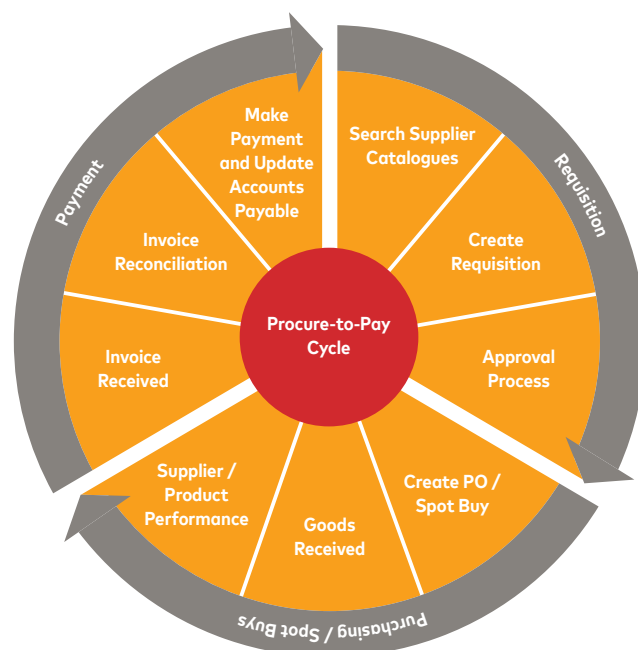 Procure-to-Pay
Cycle
Requisition
Search Supplier
Catalogues
Create
Requisition
Approval
Process
Purchasing / Spot Buys
Create PO /
Spot Buy
Goods
Received
Supplier /
Product
Performance
Payment
Invoice
Received
Invoice
Reconciliation
Make
Payment
and Update
Accounts
Payable